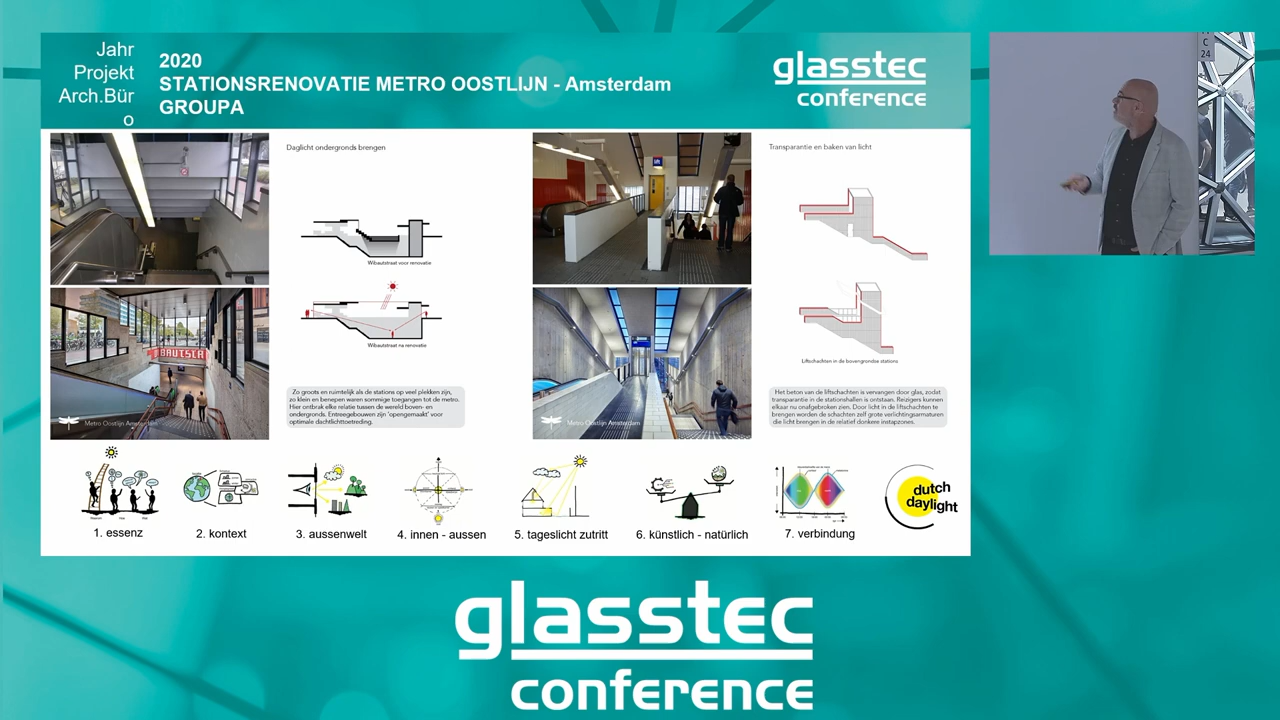 Jahr
Projekt
Arch.Bür
o
2020
STATIONSRENOVATIE METRO OOSTLIJN - Amsterdam
GROUPA
glasstec
conference
C
24
Daglicht ondergronds brengen
Wibautstraat voor renovatie
Wibautstraat na renovatie
Zo groots en ruimtelijk als de stations op veel plekken zijn,
zo klein en benepen waren sommige toegangen tot de metro.
Hier ontbrak elke relatie tussen de wereld boven- en
ondergronds. Entreegebouwen zijn 'opengemaakt' voor
optimale dachtlichttoetreding.
BAUTSTR
Metro Oostlijn Amsterdam
Transparantie en baken van licht
Liftschachten in de bovengrondse stations
Het beton van de liftschachten is vervangen door glas, zodat
transparantie in de stationshallen is ontstaan. Reizigers kunnen
elkaar nu onafgebroken zien. Door licht in de liftschachten te
brengen worden de schachten zelf grote verlichtingsarmaturen
die licht brengen in de relatief donkere instapzones.
Metro Oostlijn Amsterdam
1. essenz
2. kontext
3. aussenwelt
4. innen - aussen
5. tageslicht zutritt
6. künstlich - natürlich
7. verbindung
dutch
daylight
glasstec
conference